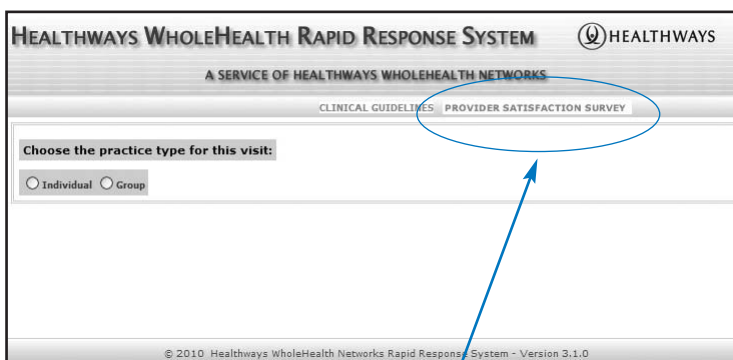 HEALTHWAYS WHOLEHEALTH RAPID RESPONSE SYSTEM HEALTHWAYS
A SERVICE OF HEALTHWAYS WHOLEHEALTH NETWORKS
CLINICAL GUIDELINES PROVIDER SATISFACTION SURVEY
Choose the practice type for this visit:
Individual Group
© 2010 Healthways WholeHealth Networks Rapid Response System - Version 3.1.0